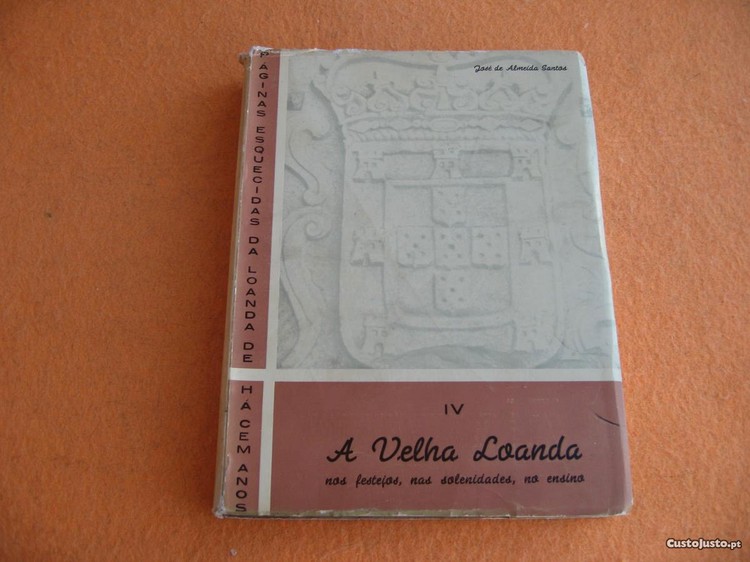 José de Almeida Santos
PÁGINAS ESQUECIDAS DA LOANDA DE HÁ CEM ANOS
IV
A Velha Loanda
nos festejos, nas solenidades, no ensino
CustoJusto.pt